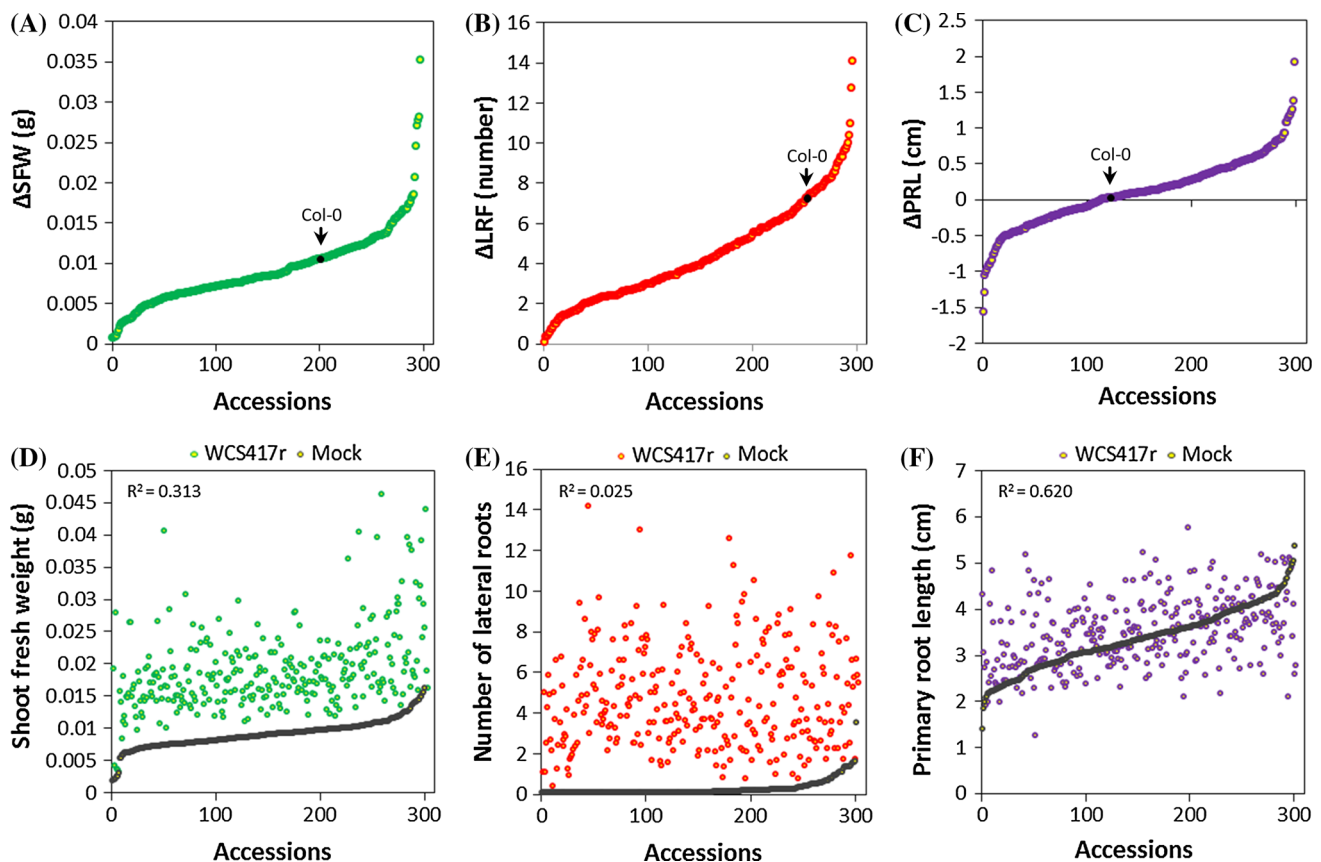 (A)
ΔSFW (g)
0.04
0.035
0.03
0.025
0.02
0.015
0.01
0.005
0
Col-0
0
100
200
300
Accessions
(B)
ΔLRF (number)
16
14
12
10
8
6
4
2
0
Col-0
0
100
200
300
Accessions
(C)
ΔPRL (cm)
2.5
2
1.5
1
0.5
0
-0.5
-1
-1.5
-2
Col-0
0
100
200
300
Accessions
(D)
WCS417r Mock
R² = 0.313
Shoot fresh weight (g)
0.05
0.045
0.04
0.035
0.03
0.025
0.02
0.015
0.01
0.005
0
0
100
200
300
Accessions
(E)
WCS417r Mock
R² = 0.025
Number of lateral roots
16
14
12
10
8
6
4
2
0
0
100
200
300
Accessions
(F)
WCS417r Mock
R² = 0.620
Primary root length (cm)
7
6
5
4
3
2
1
0
0
100
200
300
Accessions